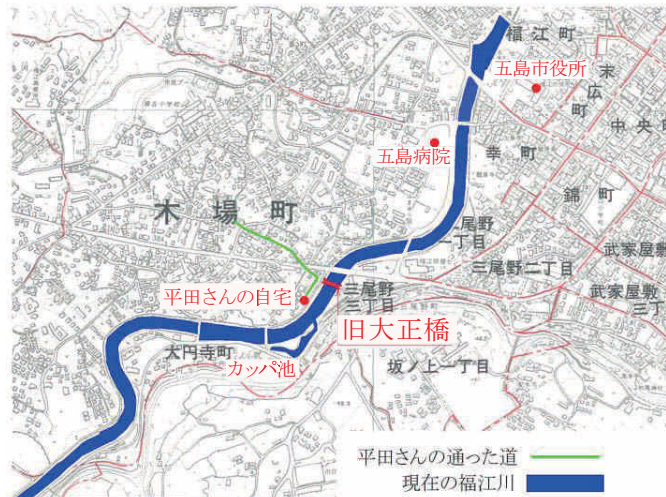 福江町
五島市役所
末広町
中央
五島病院
幸町
錦町
木場町
一丁目
武家屋敷
三尾野二丁目
武家屋敷
三丁
平田さんの自宅
三尾野
三丁目
旧大正橋
大円寺町
カッパ池
坂ノ上一丁目
平田さんの通った道
現在の福江川